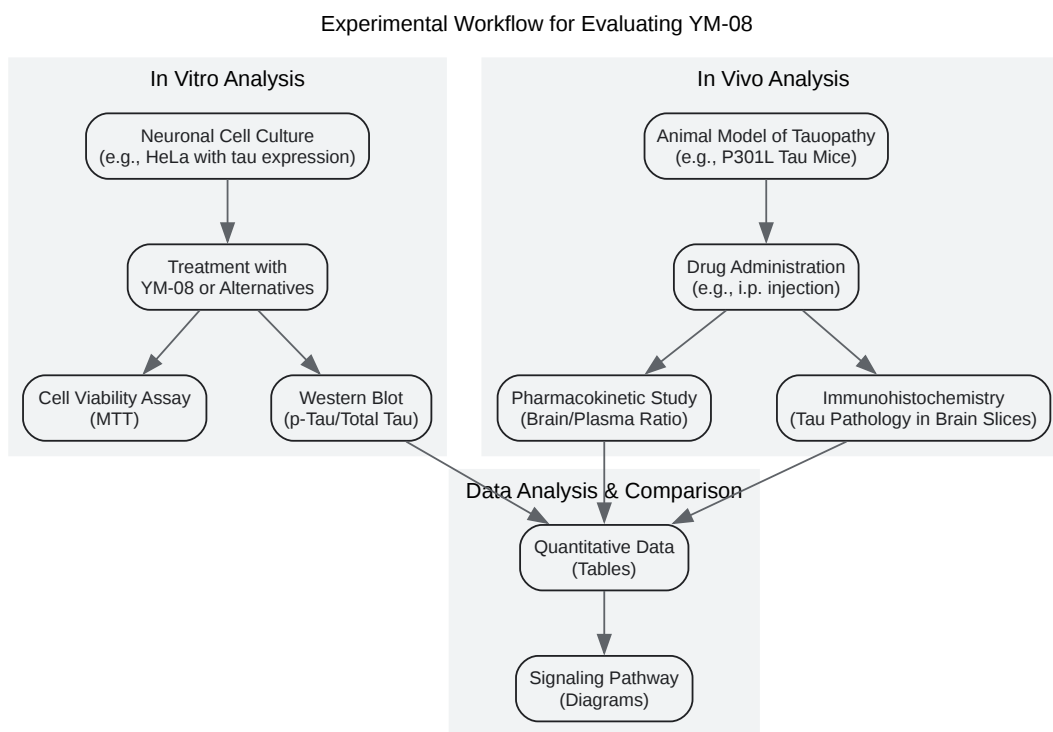 Experimental Workflow for Evaluating YM-08
In Vitro Analysis
Neuronal Cell Culture
(e.g., HeLa with tau expression)
Treatment with
YM-08 or Alternatives
Cell Viability Assay
(MTT)
Western Blot
(p-Tau/Total Tau)
In Vivo Analysis
Animal Model of Tauopathy
(e.g., P301L Tau Mice)
Drug Administration
(e.g., i.p. injection)
Pharmacokinetic Study
(Brain/Plasma Ratio)
Immunohistochemistry
(Tau Pathology in Brain Slices)
Data Analysis & Comparison
Quantitative Data
(Tables)
Signaling Pathway
(Diagrams)